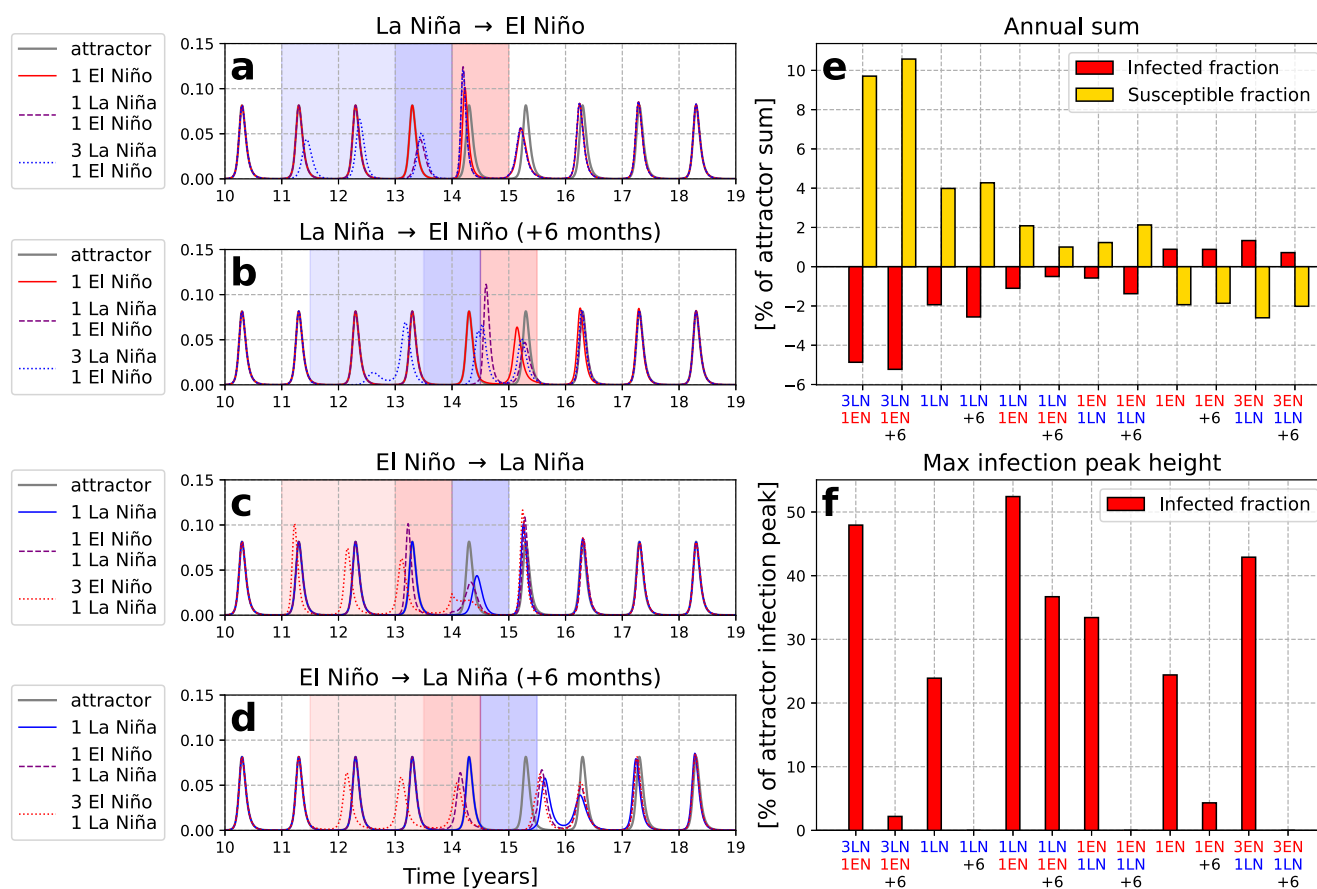 La Niña → El Niño
attractor
1 El Niño
1 La Niña
1 El Niño
3 La Niña
1 El Niño
a
0.15
0.10
0.05
0.00
10 11 12 13 14 15 16 17 18 19
La Niña → El Niño (+6 months)
attractor
1 El Niño
1 La Niña
1 El Niño
3 La Niña
1 El Niño
b
0.15
0.10
0.05
0.00
10 11 12 13 14 15 16 17 18 19
El Niño → La Niña
attractor
1 La Niña
1 El Niño
1 La Niña
3 El Niño
1 La Niña
c
0.15
0.10
0.05
0.00
10 11 12 13 14 15 16 17 18 19
El Niño → La Niña (+6 months)
attractor
1 La Niña
1 El Niño
1 La Niña
3 El Niño
1 La Niña
d
0.15
0.10
0.05
0.00
10 11 12 13 14 15 16 17 18 19
Time [years]
Annual sum
e
Infected fraction
Susceptible fraction
[% of attractor sum]
10
8
6
4
2
0
−2
−4
−6
3LN 3LN 1LN 1LN 1LN 1LN 1EN 1EN 1EN 1EN 3EN 3EN
1EN 1EN +6 1EN 1EN 1LN 1LN +6 1LN 1LN
+6 +6 +6 +6
Max infection peak height
f
Infected fraction
[% of attractor infection peak]
50
40
30
20
10
0
3LN 3LN 1LN 1LN 1LN 1LN 1EN 1EN 1EN 1EN 3EN 3EN
1EN 1EN +6 1EN 1EN 1LN 1LN +6 1LN 1LN
+6 +6 +6 +6